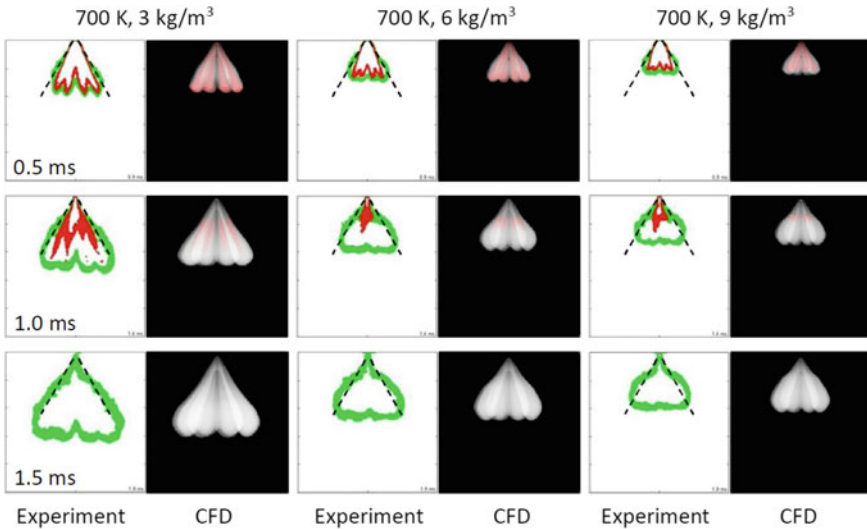 700 K, 3 kg/m³
700 K, 6 kg/m³
700 K, 9 kg/m³
0.5 ms
1.0 ms
1.5 ms
Experiment
CFD
Experiment
CFD
Experiment
CFD